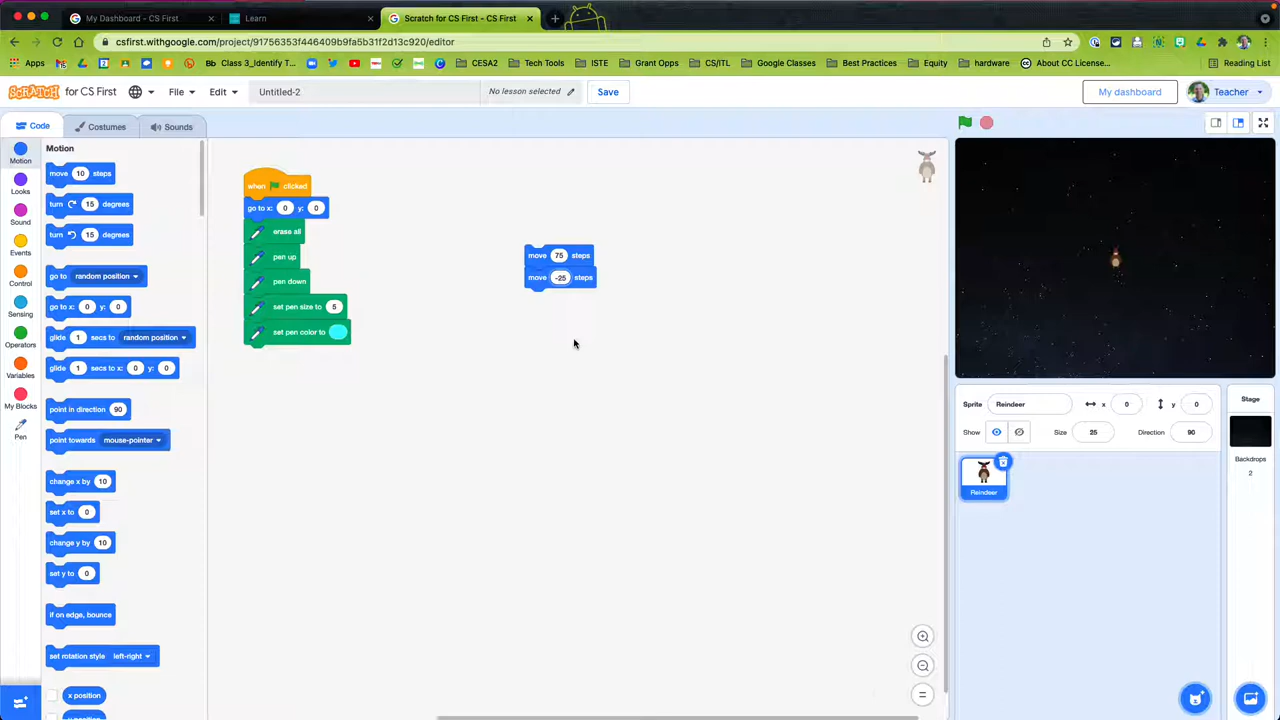 My Dashboard - CS First
Learn
Scratch for CS First - CS First
csfirst.withgoogle.com/project/91756353f446409b9fa5b31f2d13c920/editor
Apps
Bb Class 3_Identify T...
CESA2
Tech Tools
ISTE
Grant Opps
CS/ITL
Google Classes
Best Practices
Equity
hardware
About CC License...
Reading List
SCRATCH for CS First
File
Edit
Untitled-2
No lesson selected
Save
My dashboard
Teacher
Code
Costumes
Sounds
Motion
Looks
Sound
Events
Control
Sensing
Operators
Variables
My Blocks
Pen
Motion
move 10 steps
turn 15 degrees
turn 15 degrees
go to random position
go to x: 0 y: 0
glide 1 secs to random position
glide 1 secs to x: 0 y: 0
point in direction 90
point towards mouse-pointer
change x by 10
set x to 0
change y by 10
set y to 0
if on edge, bounce
set rotation style left-right
x position
when clicked
go to x: 0 y: 0
erase all
pen up
pen down
set pen size to 5
set pen color to
move 75 steps
move -25 steps
Sprite Reindeer x 0 y 0
Show Size 25 Direction 90
Reindeer
Stage
Backdrops
2